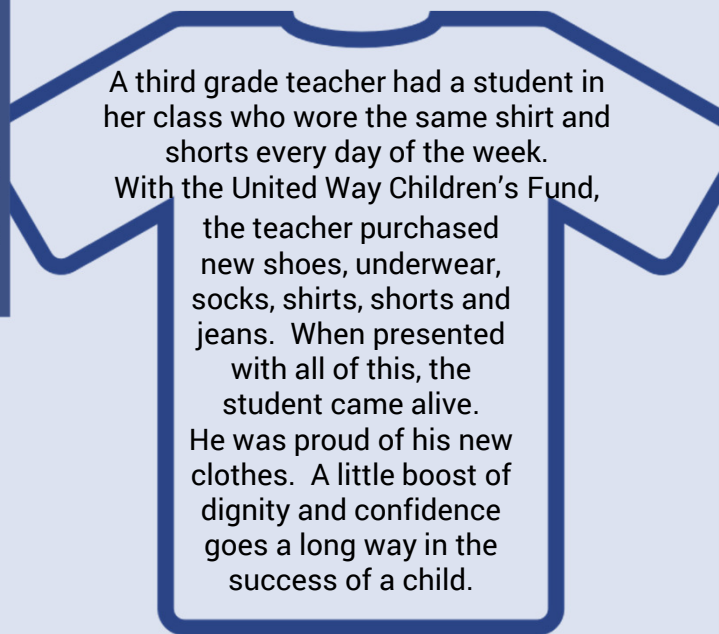 A third grade teacher had a student in
her class who wore the same shirt and
shorts every day of the week.
With the United Way Children’s Fund,
the teacher purchased
new shoes, underwear,
socks, shirts, shorts and
jeans.  When presented
with all of this, the
student came alive.
He was proud of his new
clothes.  A little boost of
dignity and confidence
goes a long way in the
success of a child.